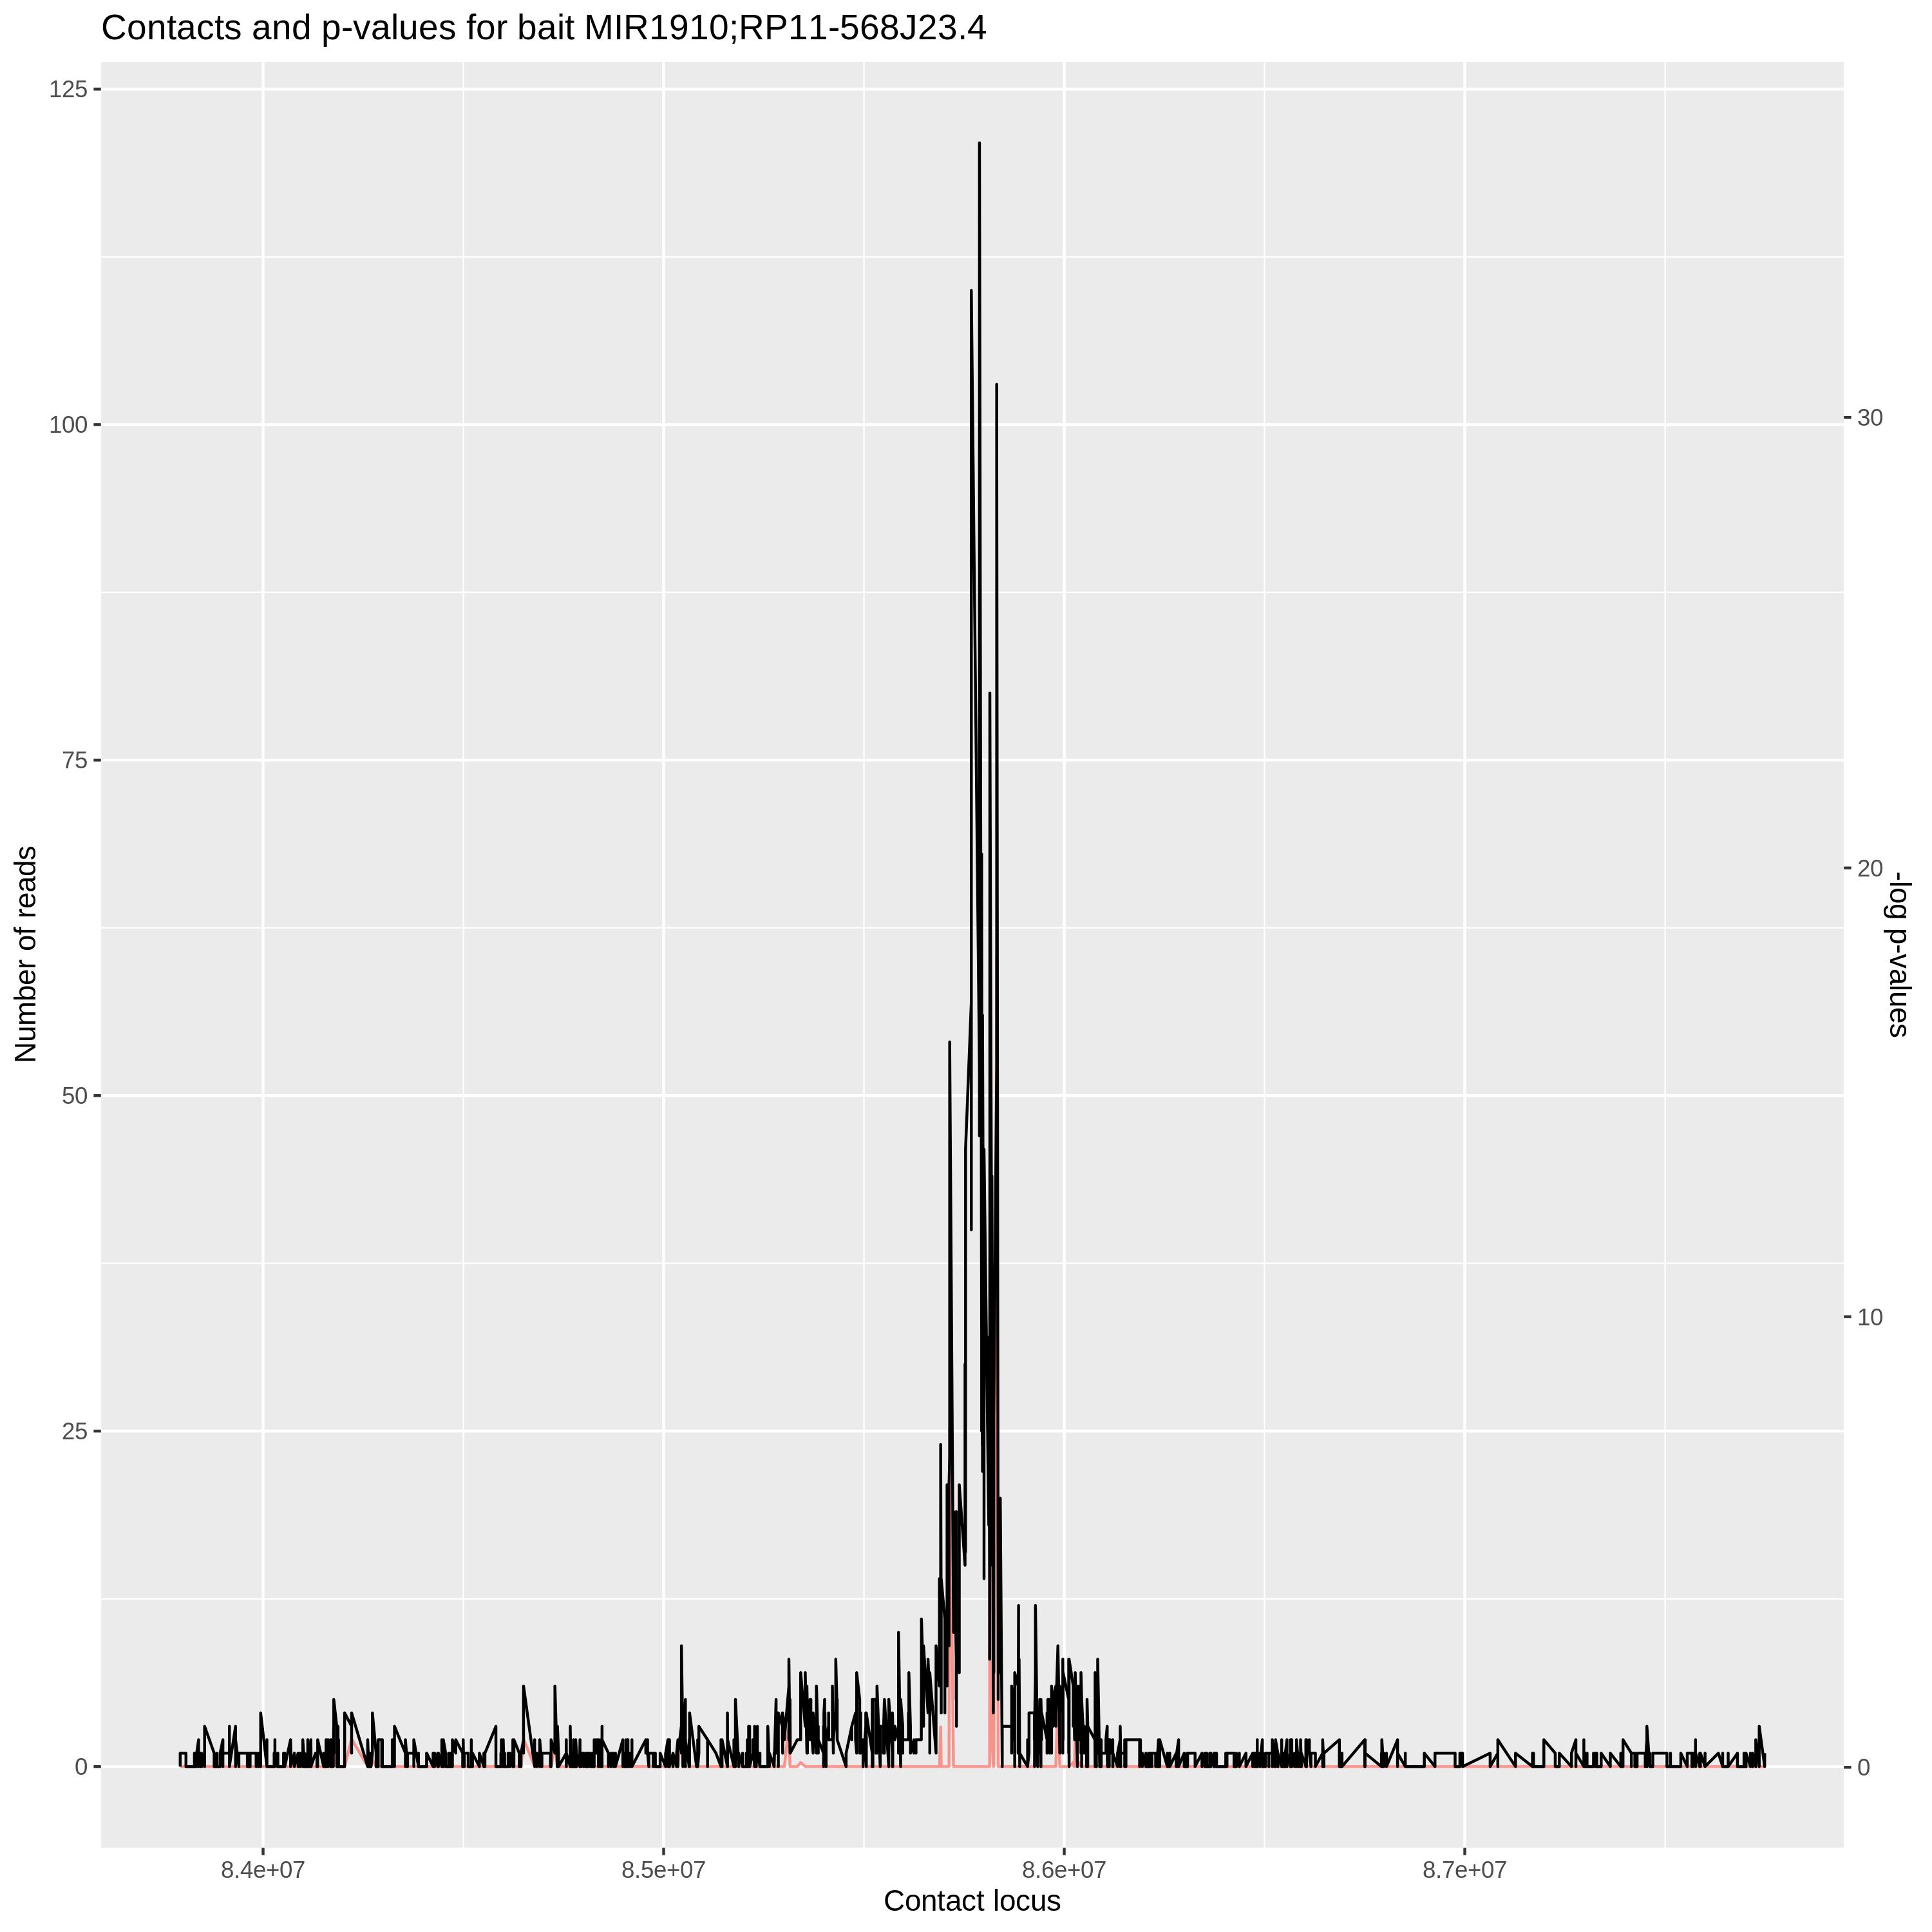 Contacts and p-values for bait MIR1910;RP11-568J23.4
125
100
75
50
25
0
Number of reads
30
20
10
0
-log p-values
8.4e+07 8.5e+07 8.6e+07 8.7e+07
Contact locus